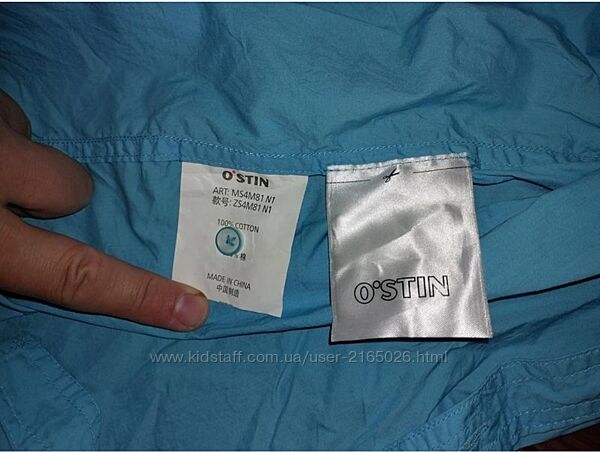 O'STIN
ART: MS4M81 N1
款号: ZS4M81 N1
100% COTTON
棉
MADE IN CHINA
中国制造
O'STIN
www.kidstaff.com.ua/user-2165026.html